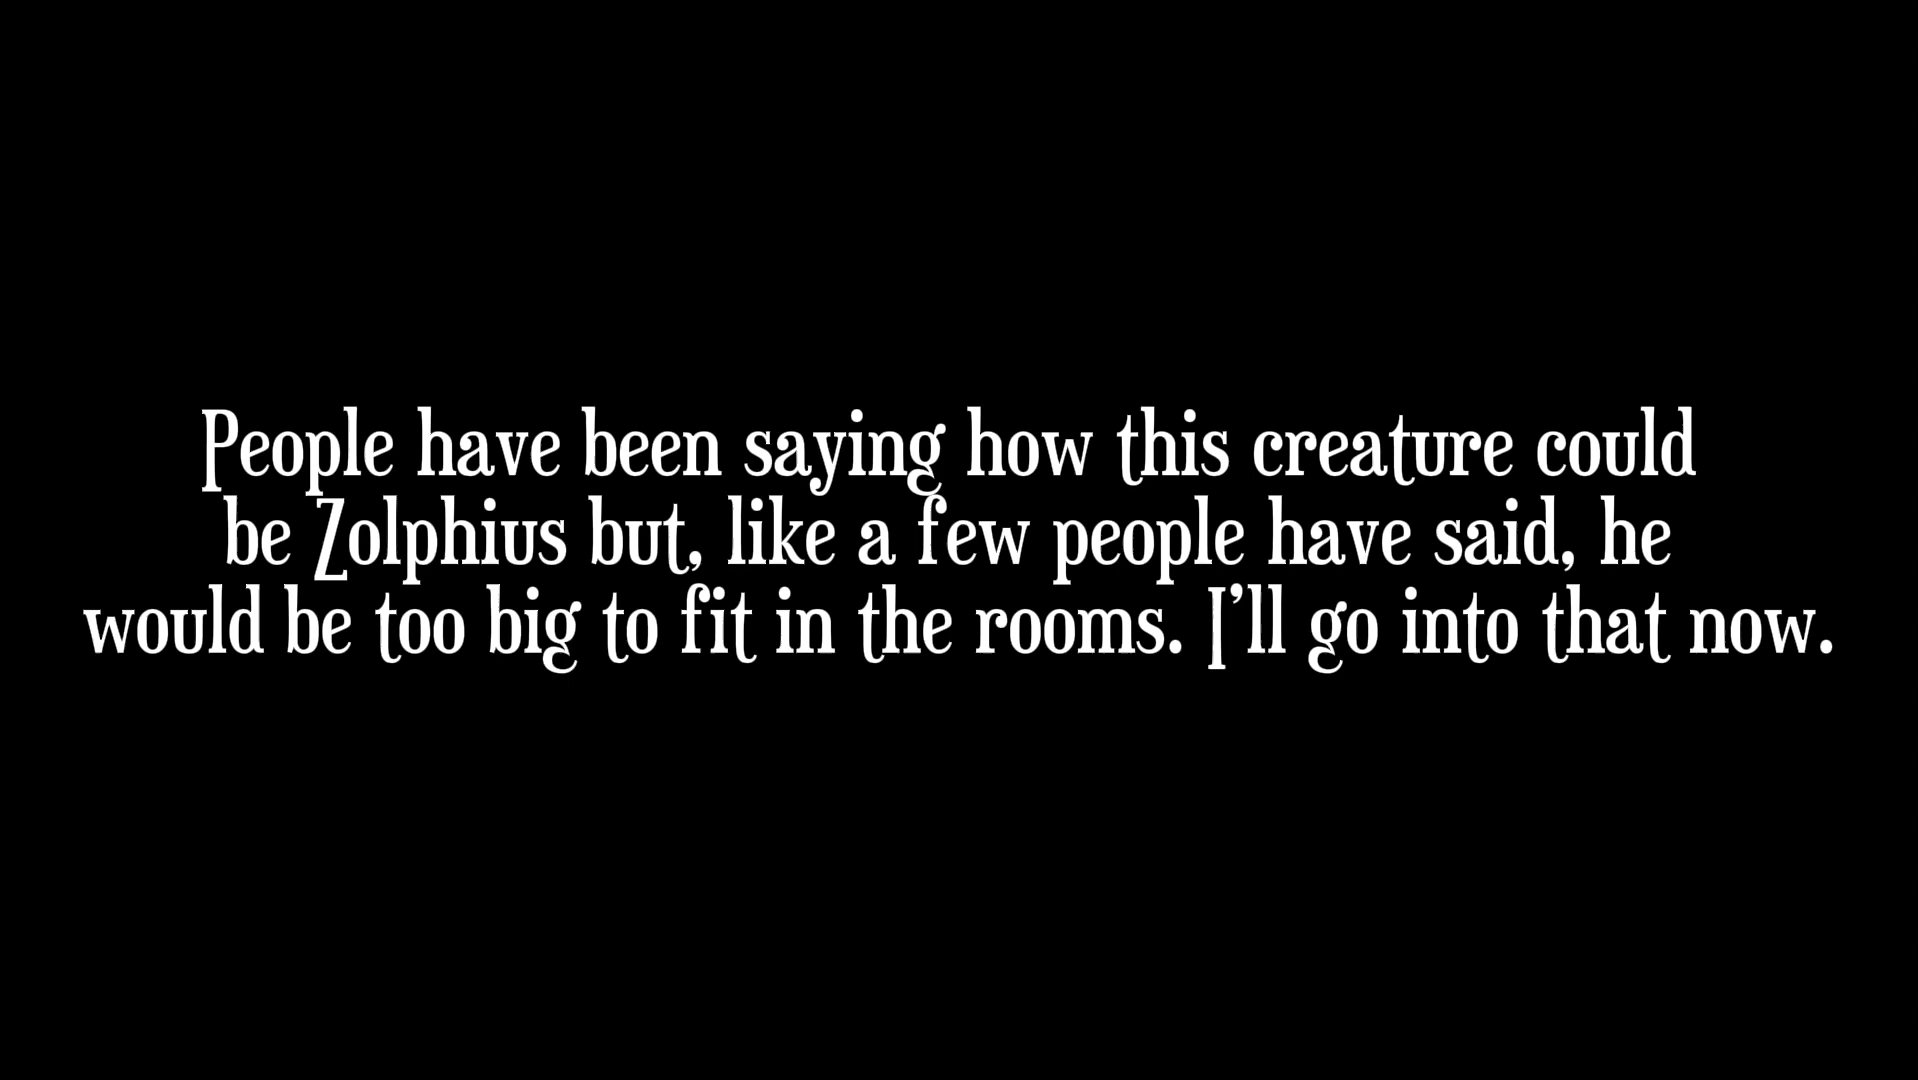 People have been saying how this creature could
be Zolphius but, like a few people have said, he
would be too big to fit in the rooms. I’ll go into that now.